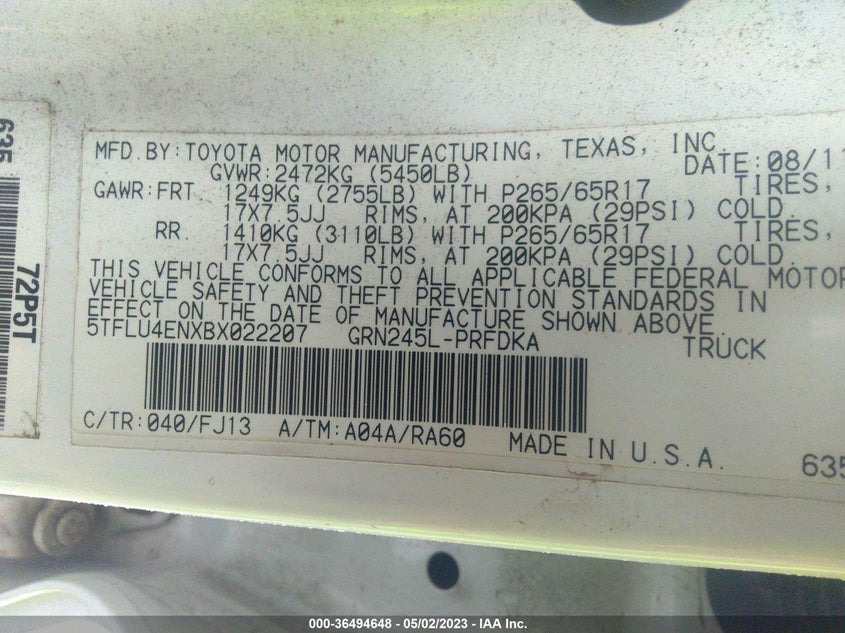 MFD.BY:TOYOTA MOTOR MANUFACTURING, TEXAS, INC.
GVWR:2472KG (5450LB) DATE:08/11
GAWR:FRT 1249KG (2755LB) WITH P265/65R17 TIRES,
17X7.5JJ RIMS, AT 200KPA (29PSI) COLD.
RR. 1410KG (3110LB) WITH P265/65R17 TIRES,
17X7.5JJ RIMS, AT 200KPA (29PSI) COLD.
THIS VEHICLE CONFORMS TO ALL APPLICABLE FEDERAL MOTOR
VEHICLE SAFETY AND THEFT PREVENTION STANDARDS IN
EFFECT ON THE DATE OF MANUFACTURE SHOWN ABOVE.
5TFLU4ENXBX022207 GRN245L-PRFDKA TRUCK
C/TR:040/FJ13 A/TM:A04A/RA60 MADE IN U.S.A.
635
635
72P5T
000-36494648 - 05/02/2023 - IAA Inc.